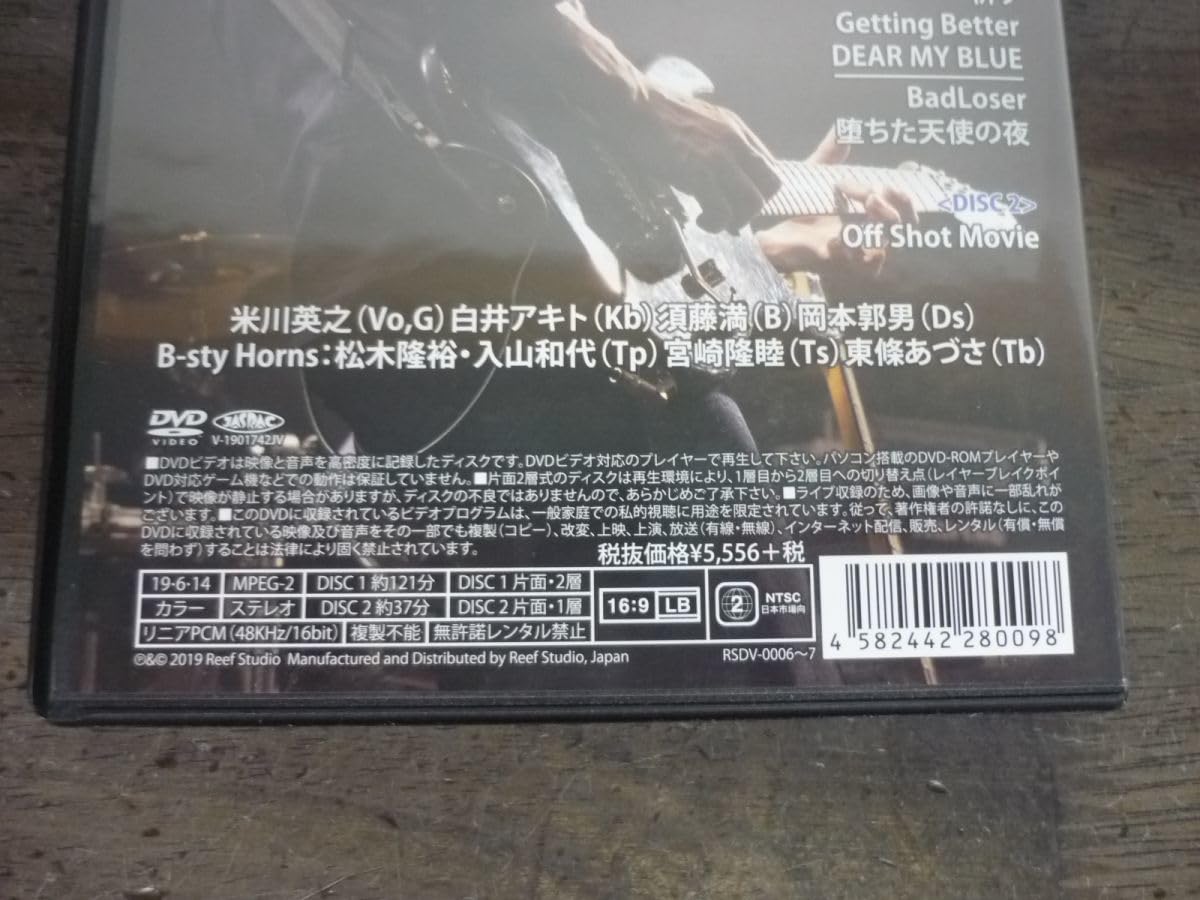 Getting Better
DEAR MY BLUE
BadLoser
堕ちた天使の夜
<DISC 2>
Off Shot Movie
米川英之(Vo,G) 白井アキト(Kb) 須藤満(B) 岡本郭男(Ds)
B-sty Horns:松木隆裕・入山和代(Tp) 宮崎隆睦(Ts) 東條あづさ(Tb)
DVD VIDEO
JASRAC
V-1901742JV
■DVDビデオは映像と音声を高密度に記録したディスクです。DVDビデオ対応のプレイヤーで再生して下さい。パソコン搭載のDVD-ROMプレイヤーや
DVD対応ゲーム機などでの動作は保証していません。■片面2層式のディスクは再生環境により、1層目から2層目への切り替え点(レイヤーブレイクポイ
ント)で映像が静止する場合がありますが、ディスクの不良ではありませんので、あらかじめご了承下さい。■ライブ収録のため、画像や音声に一部乱れが
ございます。■このDVDに収録されているビデオプログラムは、一般家庭での私的視聴に用途を限定されています。従って、著作権者の許諾なしに、この
DVDに収録されている映像及び音声をその一部でも複製(コピー)、改変、上映、上演、放送(有線・無線)、インターネット配信、販売、レンタル(有償・無償
を問わず)することは法律により固く禁止されています。
税抜価格¥5,556+税
19・6・14 MPEG-2 DISC 1 約121分 DISC 1 片面・2層
カラー ステレオ DISC 2 約37分 DISC 2 片面・1層
リニアPCM(48KHz/16bit) 複製不能 無許諾レンタル禁止
16:9 LB
2 NTSC 日本市場向
4 582442 280098
℗&© 2019 Reef Studio Manufactured and Distributed by Reef Studio, Japan
RSDV-0006〜7